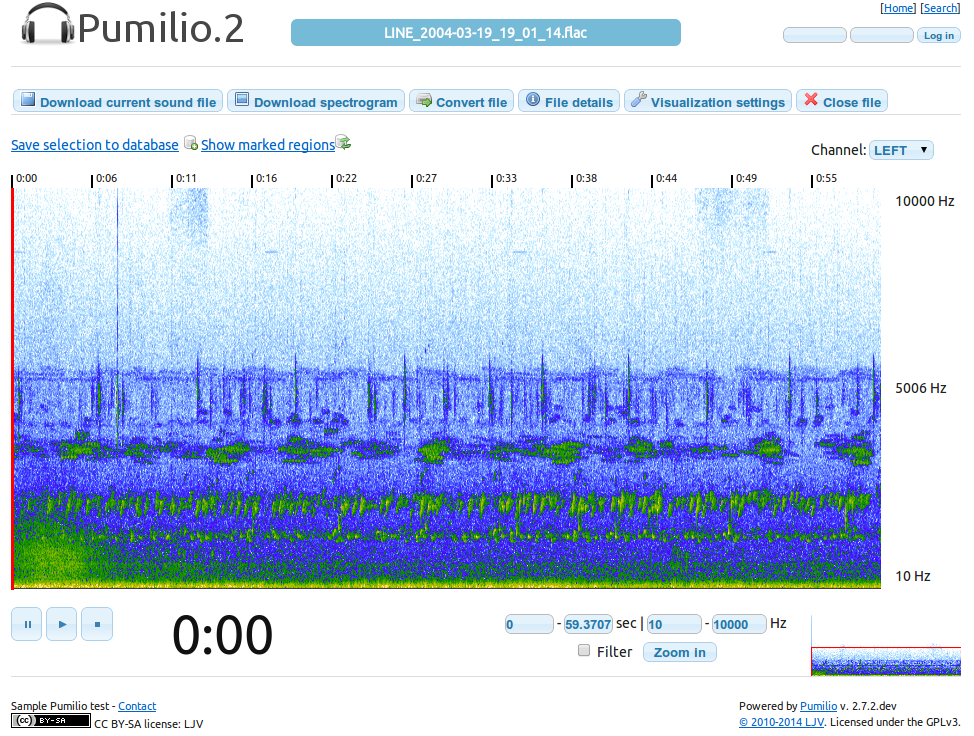 [Home] [Search]
Pumilio.2
LINE_2004-03-19_19_01_14.flac
Log in
Download current sound file Download spectrogram Convert file File details Visualization settings Close file
Save selection to database Show marked regions
Channel: LEFT
0:00 0:06 0:11 0:16 0:22 0:27 0:33 0:38 0:44 0:49 0:55
10000 Hz
5006 Hz
10 Hz
0:00
0 - 59.3707 sec | 10 - 10000 Hz
Filter Zoom in
Sample Pumilio test - Contact
(cc) BY-SA CC BY-SA license: LJV
Powered by Pumilio v. 2.7.2.dev
© 2010-2014 LJV. Licensed under the GPLv3.